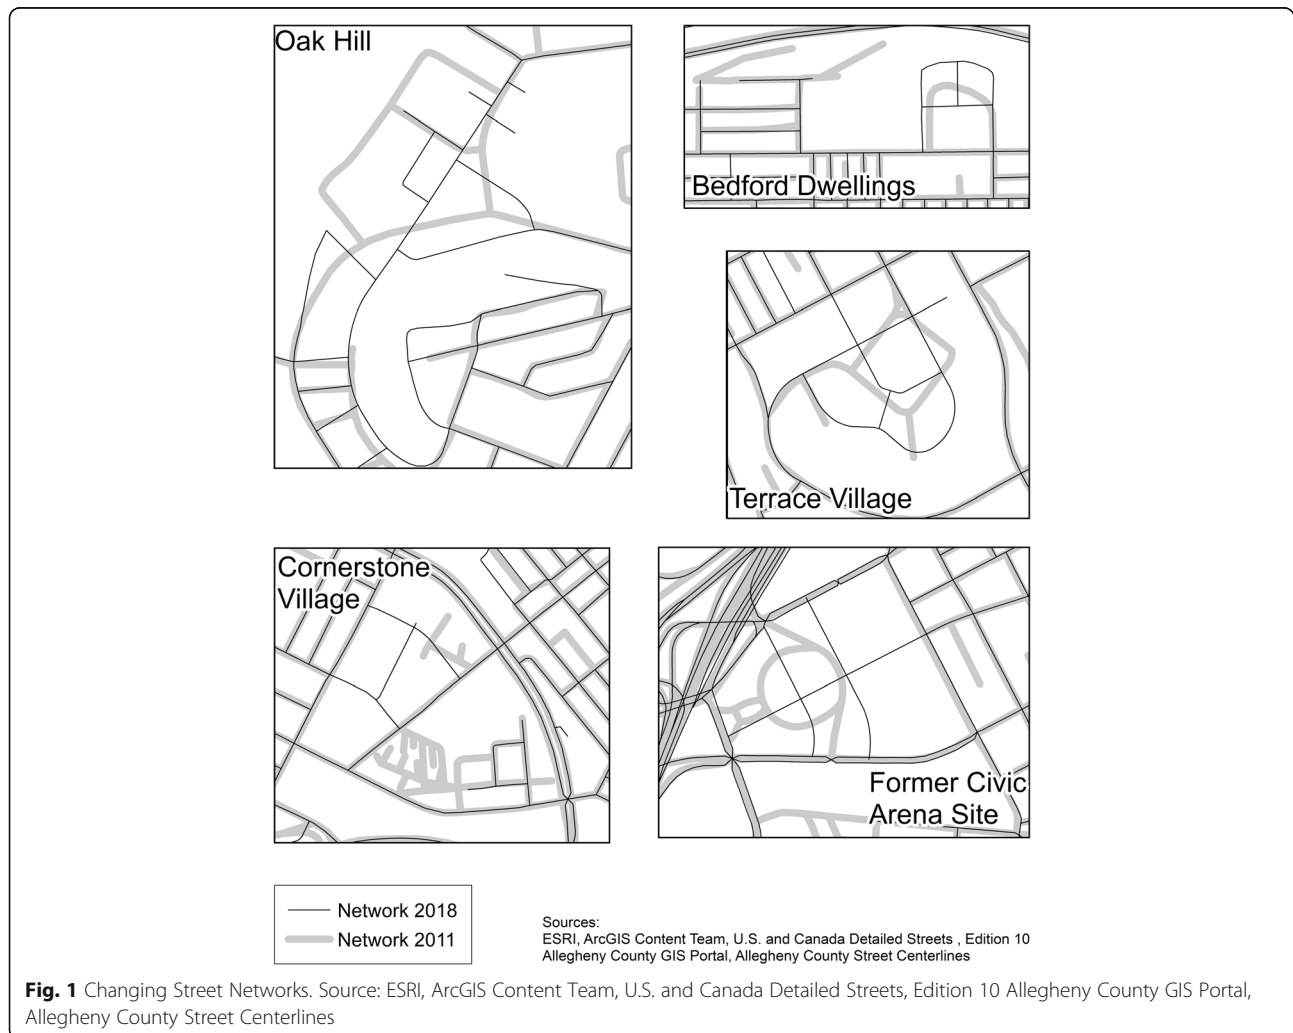 Oak Hill
Bedford Dwellings
Terrace Village
Cornerstone
Village
Former Civic
Arena Site
Network 2018
Network 2011
Sources:
ESRI, ArcGIS Content Team, U.S. and Canada Detailed Streets , Edition 10
Allegheny County GIS Portal, Allegheny County Street Centerlines
Fig. 1 Changing Street Networks. Source: ESRI, ArcGIS Content Team, U.S. and Canada Detailed Streets, Edition 10 Allegheny County GIS Portal,
Allegheny County Street Centerlines